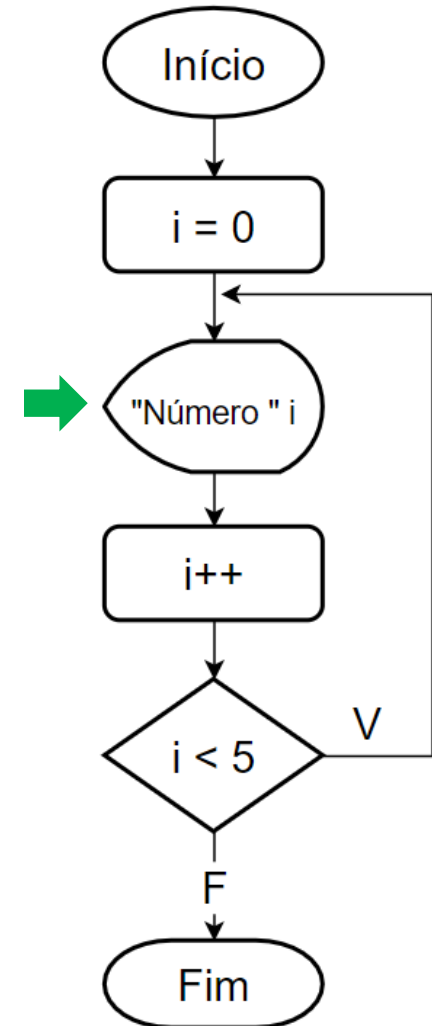 Início
i = 0
"Número " i
i++
i < 5
V
F
Fim